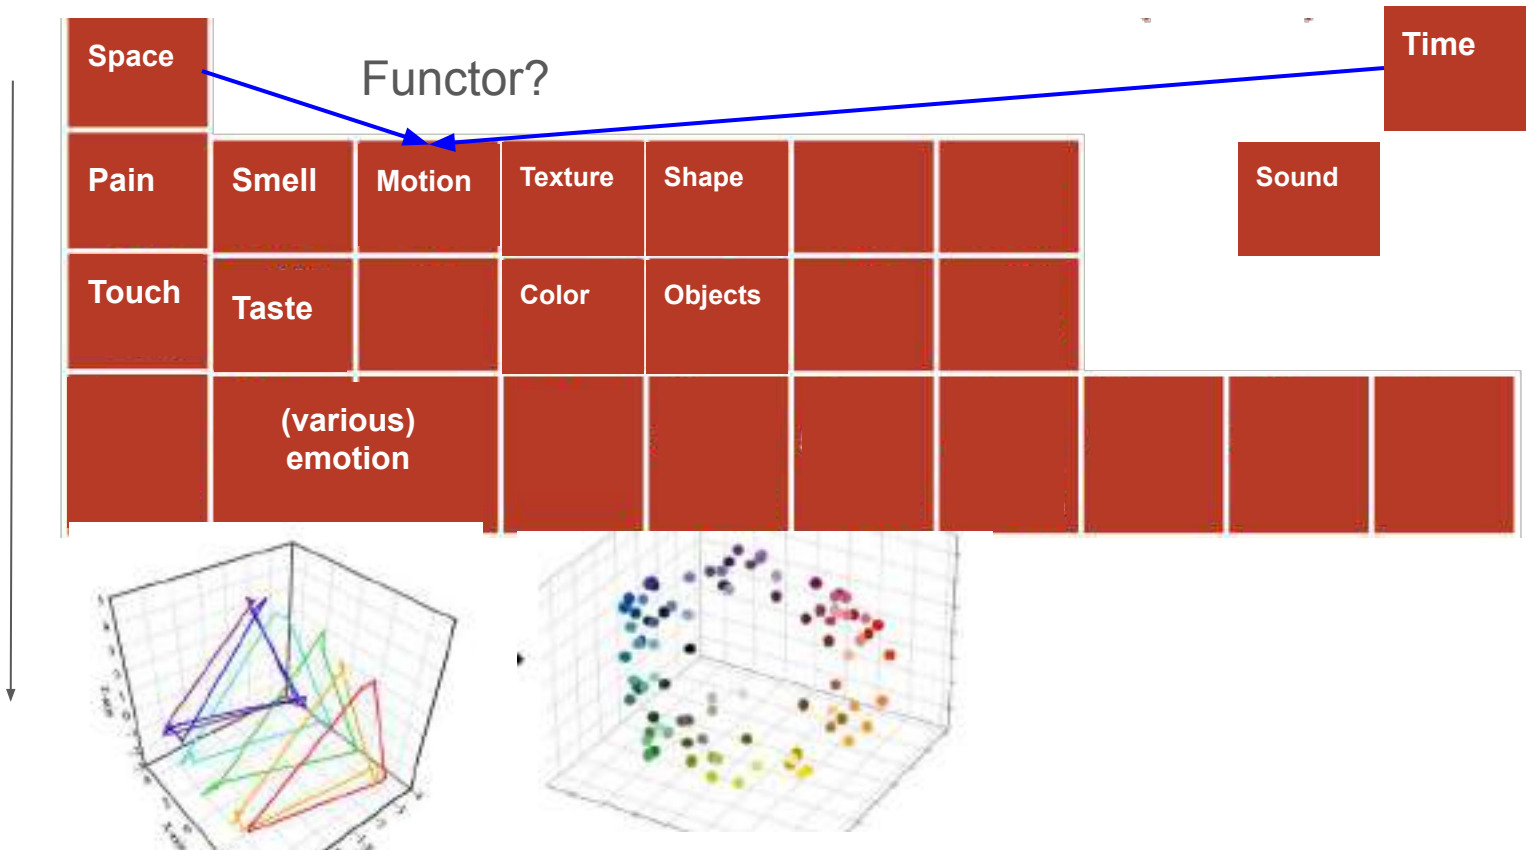 Space
Functor?
Time
Pain
Smell
Motion
Texture
Shape
Sound
Touch
Taste
Color
Objects
(various)
emotion